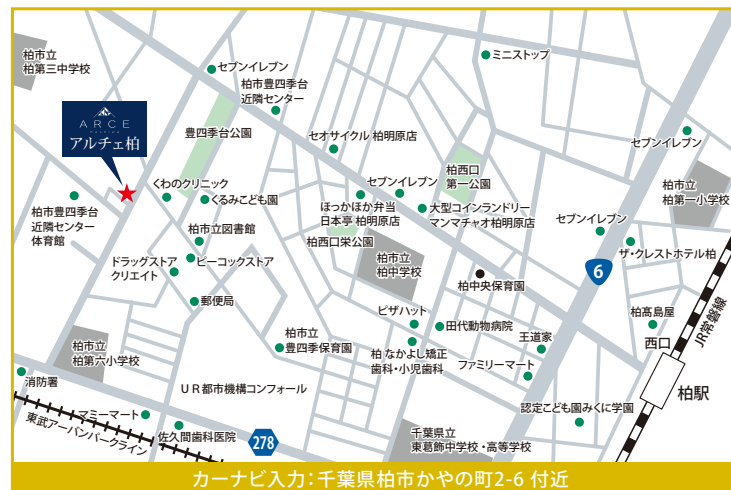 柏市立
柏第三中学校
セブンイレブン
ミニストップ
柏市豊四季台
近隣センター
ARCE
アルチェ柏
豊四季台公園
セオサイクル 柏明原店
セブンイレブン
柏西口
第一公園
柏市立
柏第一小学校
くわのクリニック
くるみこども園
セブンイレブン
ほっかほか弁当
日本亭 柏明原店
大型コインランドリー
マンマチャオ柏明原店
セブンイレブン
柏市豊四季台
近隣センター
体育館
柏市立図書館
柏西口栄公園
ザ・クレストホテル柏
ドラッグストア
クリエイト
ピーコックストア
柏市立
柏中学校
柏中央保育園
6
郵便局
柏髙島屋
JR常磐線
ピザハット
田代動物病院
王道家
西口
柏市立
柏第六小学校
柏市立
豊四季保育園
柏 なかよし矯正
歯科・小児歯科
ファミリーマート
柏駅
消防署
UR都市機構コンフォール
認定こども園みくに学園
マミーマート
東武アーバンパークライン
佐久間歯科医院
278
千葉県立
東葛飾中学校・高等学校
カーナビ入力：千葉県柏市かやの町2-6 付近